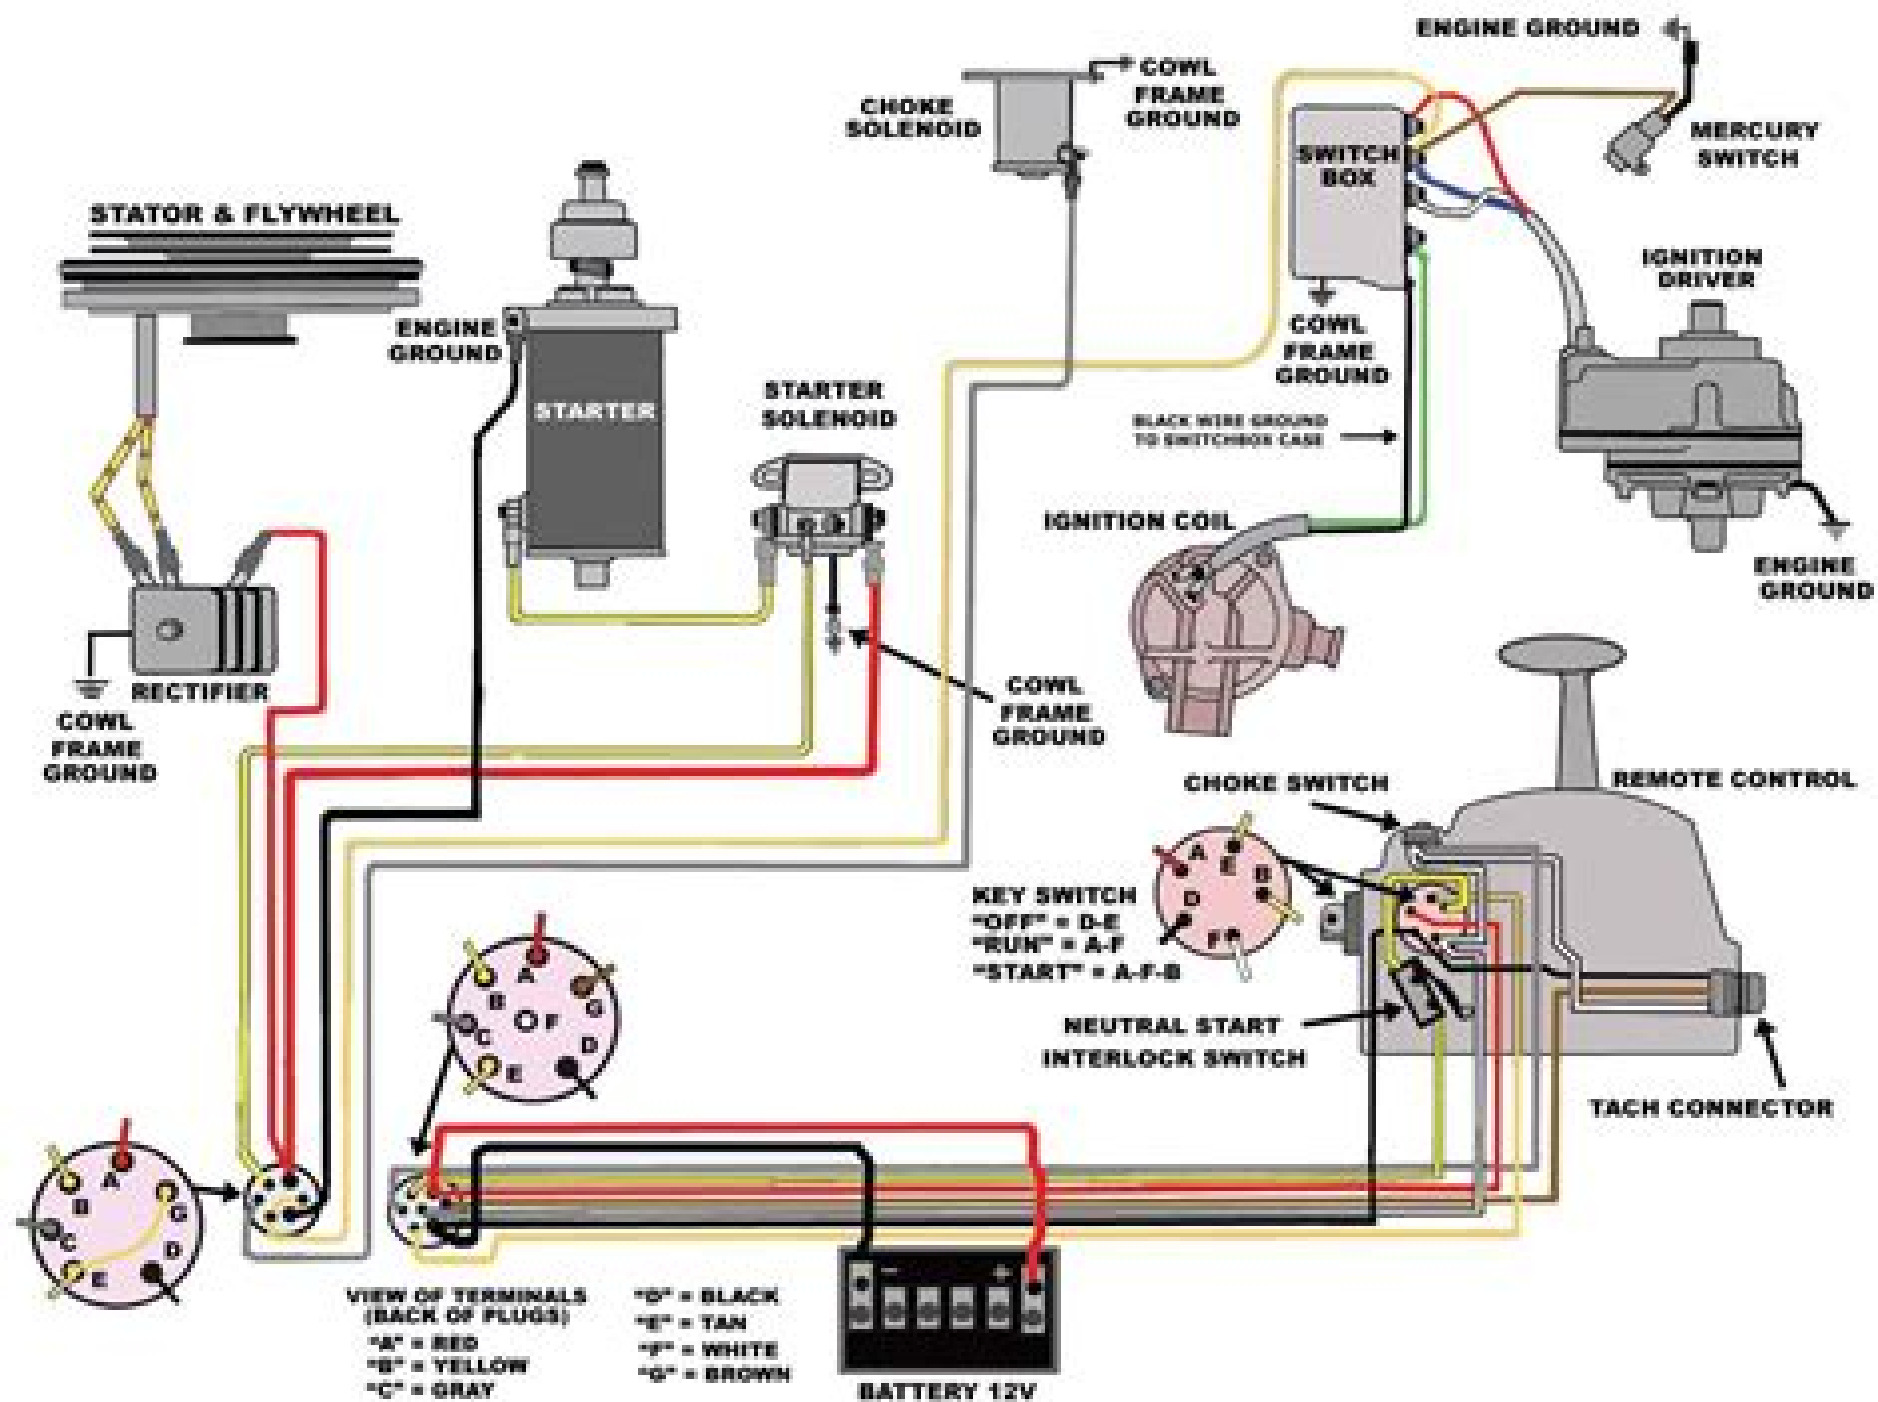 ENGINE GROUND
COWL
FRAME
GROUND
CHOKE
SOLENOID
MERCURY
SWITCH
SWITCH
BOX
STATOR & FLYWHEEL
IGNITION
DRIVER
ENGINE
GROUND
COWL
FRAME
GROUND
STARTER
STARTER
SOLENOID
BLACK WIRE GROUND
TO SWITCHBOX CASE
IGNITION COIL
ENGINE
GROUND
RECTIFIER
COWL
FRAME
GROUND
COWL
FRAME
GROUND
CHOKE SWITCH
REMOTE CONTROL
A
E
B
D
F
KEY SWITCH
"OFF" = D-E
"RUN" = A-F
"START" = A-F-B
A
B
G
C
F
D
E
NEUTRAL START
INTERLOCK SWITCH
TACH CONNECTOR
A
B
G
C
D
E
- +
VIEW OF TERMINALS
(BACK OF PLUGS)
"A" = RED
"B" = YELLOW
"C" = GRAY
"D" = BLACK
"E" = TAN
"F" = WHITE
"G" = BROWN
BATTERY 12V